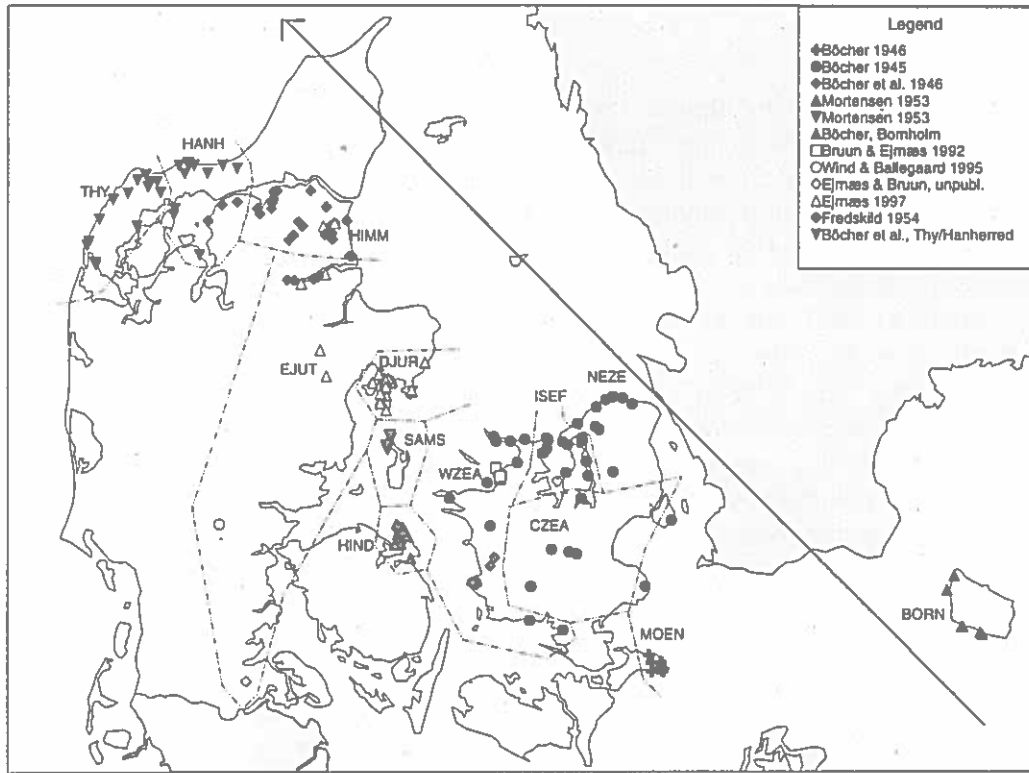 Legend
Böcher 1946
Böcher 1945
Böcher et al. 1946
Mortensen 1953
Mortensen 1953
Böcher, Bornholm
Bruun & Ejrnæs 1992
Wind & Ballegaard 1995
Ejrnæs & Bruun, unpubl.
Ejrnæs 1997
Fredskild 1954
Böcher et al., Thy/Hanherred
HANH
THY
HIMM
EJUT
DJUR
NEZE
ISEF
SAMS
WZEA
CZEA
HIND
BORN
MOEN